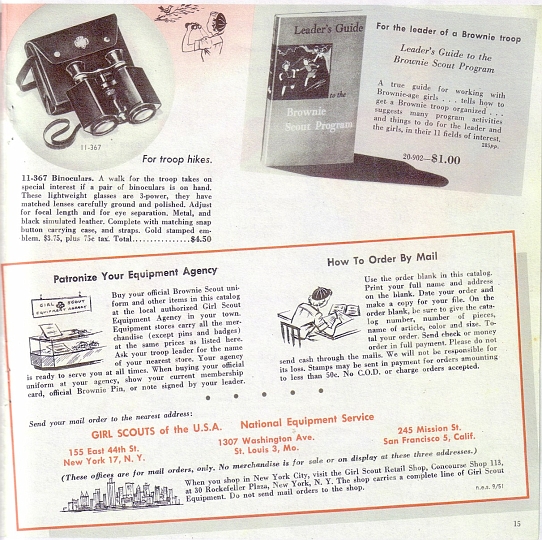 11-367
For troop hikes.
11-367 Binoculars. A walk for the troop takes on
special interest if a pair of binoculars is on hand.
These lightweight glasses are 3-power, they have
matched lenses carefully ground and polished. Adjust
for focal length and for eye separation. Metal, and
black simulated leather. Complete with matching snap
button carrying case, and straps. Gold stamped em-
blem. $3.75, plus 75¢ tax. Total................$4.50
Leader's Guide
to the
Brownie
Scout Program
For the leader of a Brownie troop
Leader's Guide to the
Brownie Scout Program
A true guide for working with
Brownie-age girls . . . tells how to
get a Brownie troop organized . . .
suggests many program activities
and things to do for the leader and
the girls, in their 11 fields of interest.
20-902—$1.00
Patronize Your Equipment Agency
GIRL SCOUT
EQUIPMENT AGENCY
Buy your official Brownie Scout uni-
form and other items in this catalog
at the local authorized Girl Scout
Equipment Agency in your town.
Equipment stores carry all the mer-
chandise (except pins and badges)
at the same prices as listed here.
Ask your troop leader for the name
of your nearest store. Your agency
is ready to serve you at all times. When buying your official
uniform at your agency, show your current membership
card, official Brownie Pin, or note signed by your leader.
How To Order By Mail
Use the order blank in this catalog.
Print your full name and address
on the blank. Date your order and
make a copy for your file. On the
order blank, be sure to give the cata-
log number, number of pieces,
name of article, color and size. To-
tal your order. Send check or money
order in full payment. Please do not
send cash through the mails. We will not be responsible for
its loss. Stamps may be sent in payment for orders amounting
to less than 50c. No C.O.D. or charge orders accepted.
Send your mail order to the nearest address:
GIRL SCOUTS of the U.S.A. National Equipment Service
155 East 44th St.
New York 17, N. Y.
1307 Washington Ave.
St. Louis 3, Mo.
245 Mission St.
San Francisco 5, Calif.
(These offices are for mail orders, only. No merchandise is for sale or on display at these three addresses.)
When you shop in New York City, visit the Girl Scout Retail Shop, Concourse Shop 113,
at 30 Rockefeller Plaza, New York, N. Y. The shop carries a complete line of Girl Scout
Equipment. Do not send mail orders to the shop.
n.e.s. 9/51
15